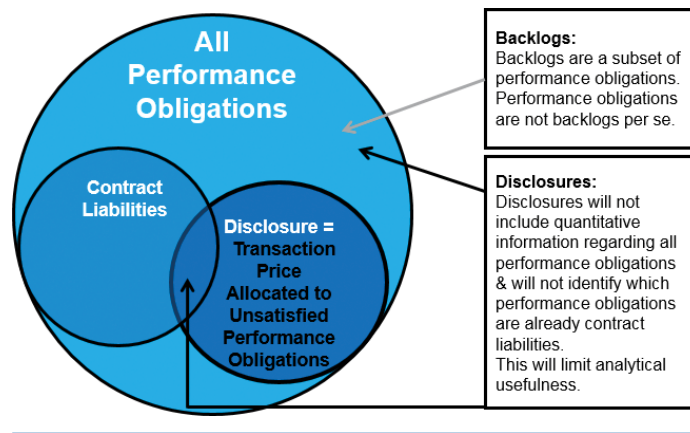 All
Performance
Obligations
Contract
Liabilities
Disclosure =
Transaction
Price
Allocated to
Unsatisfied
Performance
Obligations
Backlogs:
Backlogs are a subset of
performance obligations.
Performance obligations
are not backlogs per se.
Disclosures:
Disclosures will not
include quantitative
information regarding all
performance obligations
& will not identify which
performance obligations
are already contract
liabilities.
This will limit analytical
usefulness.